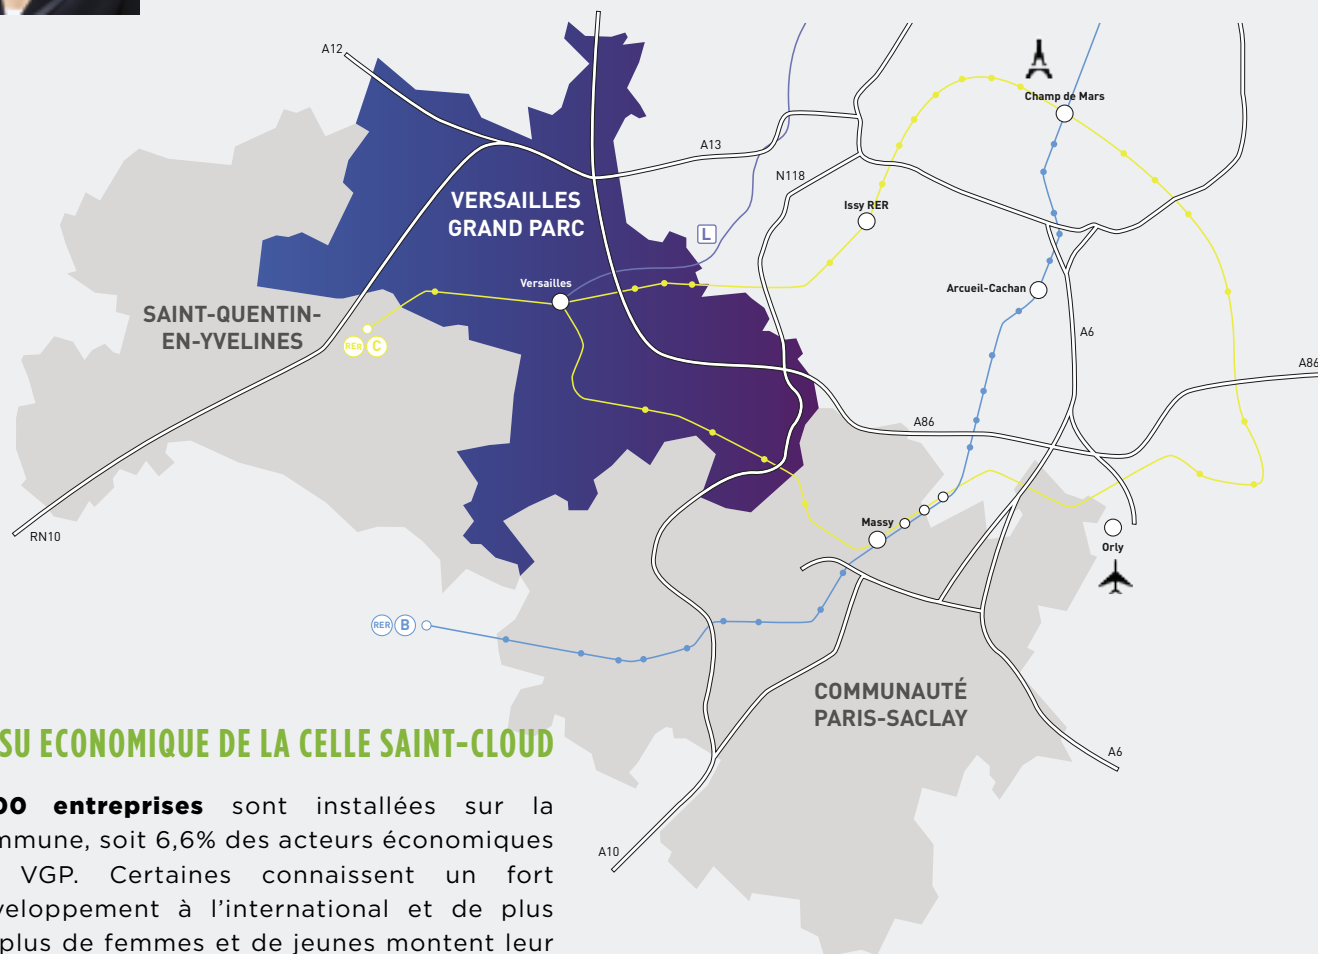 A12
A13
N118
Champ de Mars
Issy RER
VERSAILLES
GRAND PARC
L
Versailles
Arcueil-Cachan
SAINT-QUENTIN-
EN-YVELINES
RER C
A6
A86
A86
RN10
Massy
Orly
RER B
COMMUNAUTÉ
PARIS-SACLAY
A6
A10
SU ECONOMIQUE DE LA CELLE SAINT-CLOUD
00 entreprises sont installées sur la
mmune, soit 6,6% des acteurs économiques
VGP. Certaines connaissent un fort
veloppement à l'international et de plus
plus de femmes et de jeunes montent leur